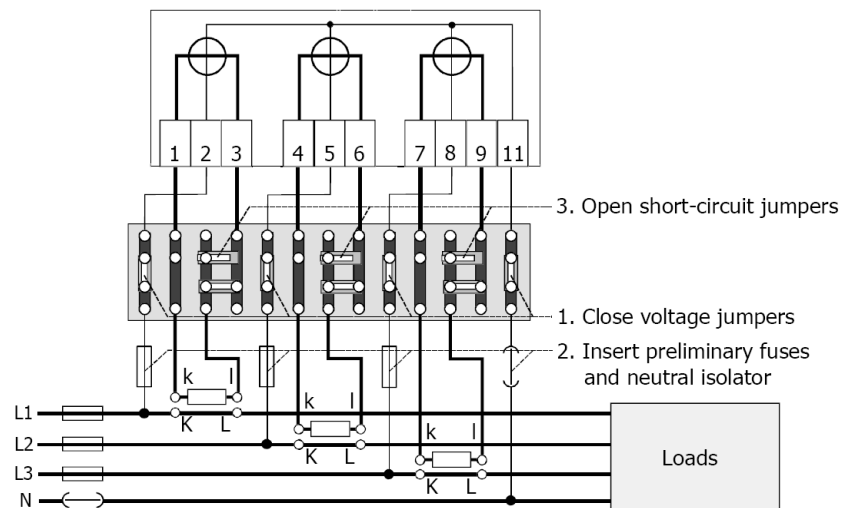 1 2 3 4 5 6 7 8 9 11
3. Open short-circuit jumpers
1. Close voltage jumpers
2. Insert preliminary fuses
and neutral isolator
k l
L1
K L
k l
L2
K L
k l
L3
K L
N
Loads